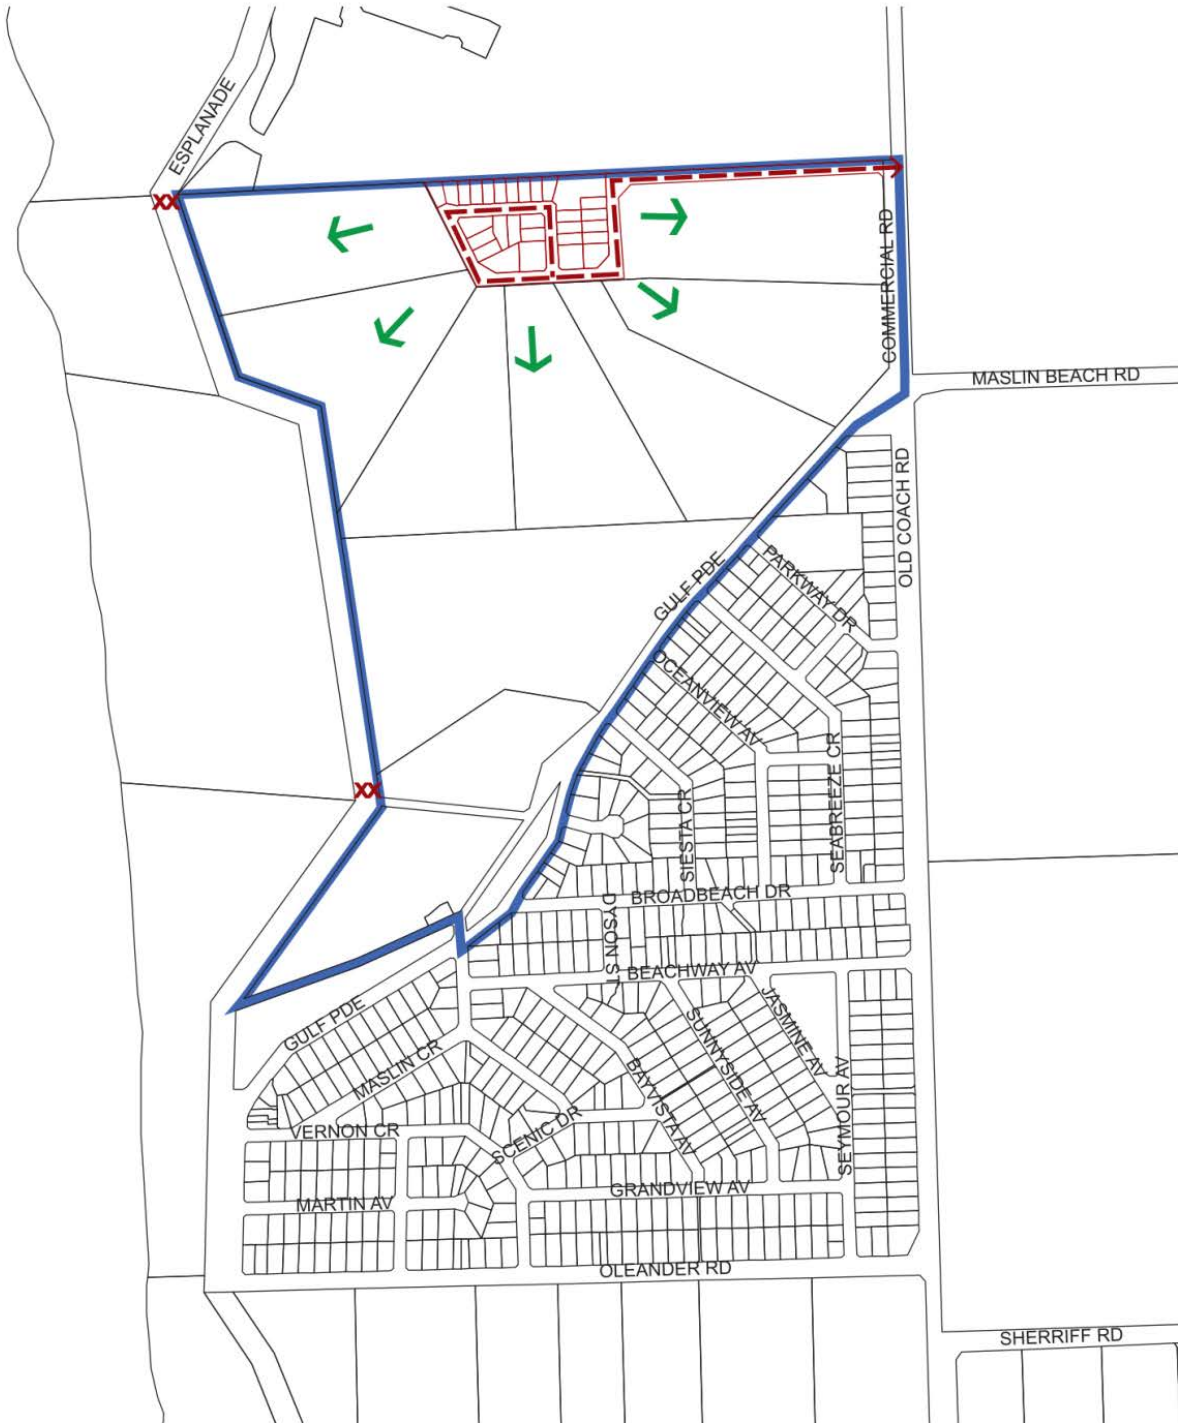 ESPLANADE
XX
COMMERCIAL RD
MASLIN BEACH RD
OLD COACH RD
GULF PDE
PARKWAY DR
OCEANVIEW AV
SEABREEZE CR
XX
SIESTA CR
BROADBEACH DR
DYSON ST
BEACHWAY AV
JASMINE AV
SUNNYSIDE AV
GULF PDE
MASLIN CR
BAYVISTA AV
SEYMOUR AV
SCENIC DR
VERNON CR
GRANDVIEW AV
MARTIN AV
OLEANDER RD
SHERRIFF RD